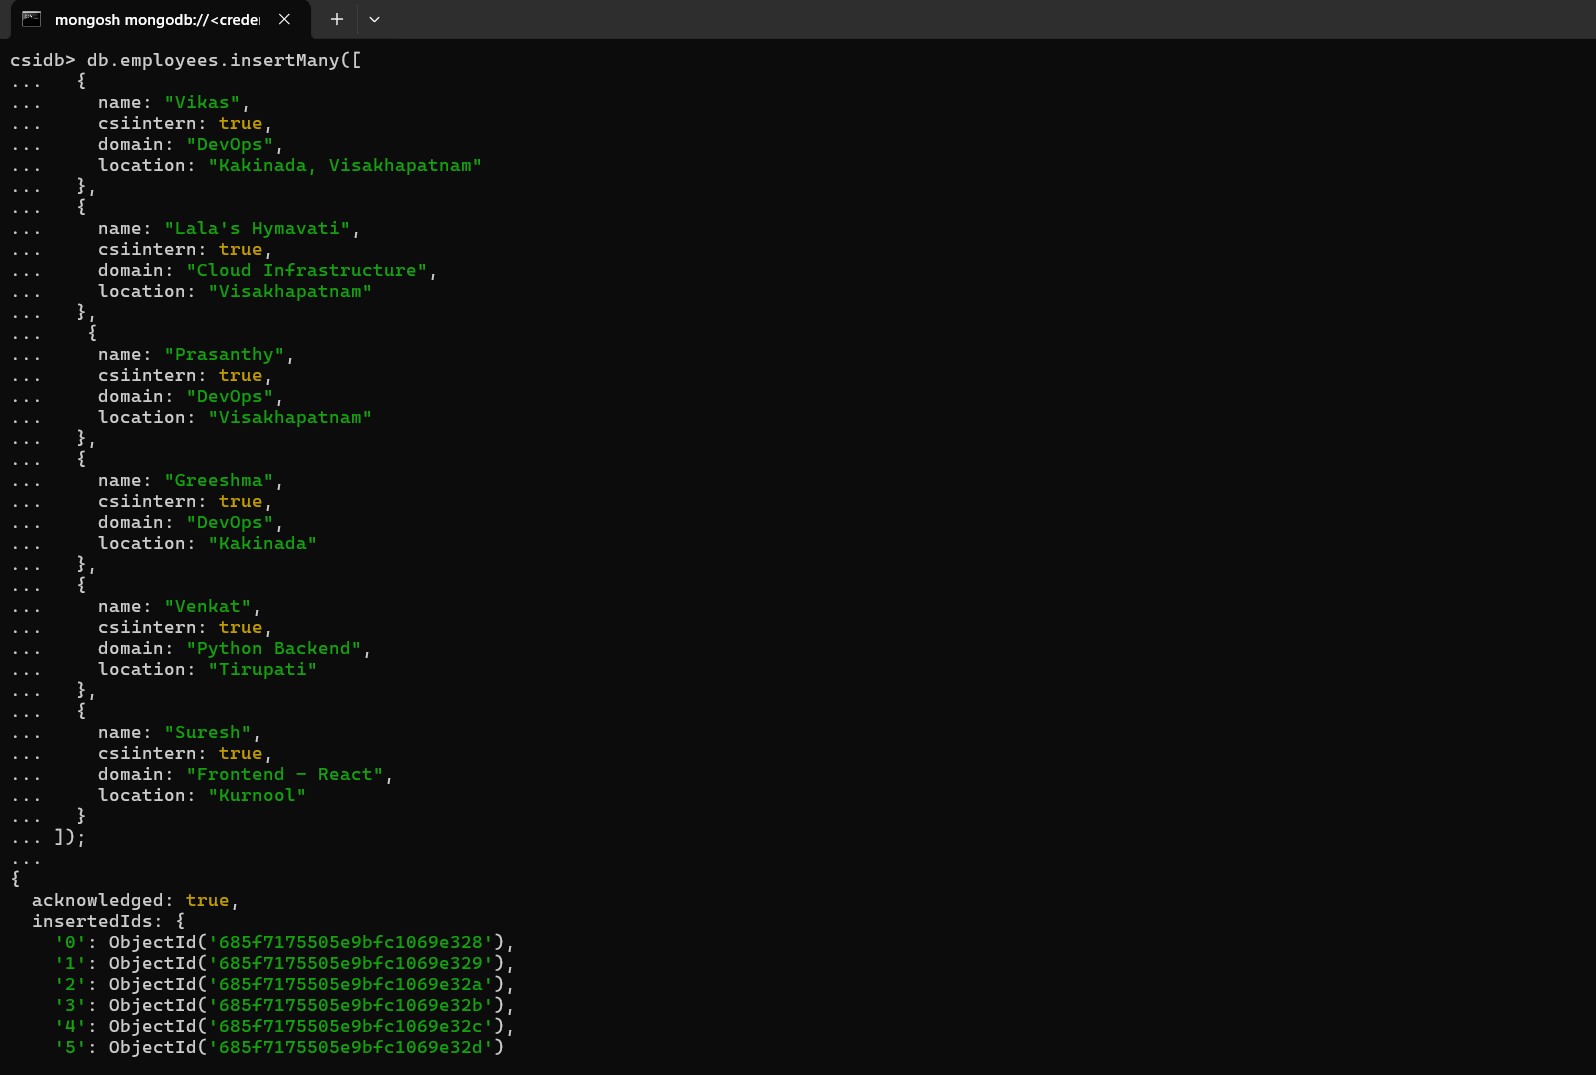 mongosh mongodb://<creden
csidb> db.employees.insertMany([
...   {
...     name: "Vikas",
...     csiintern: true,
...     domain: "DevOps",
...     location: "Kakinada, Visakhapatnam"
...   },
...   {
...     name: "Lala's Hymavati",
...     csiintern: true,
...     domain: "Cloud Infrastructure",
...     location: "Visakhapatnam"
...   },
...    {
...     name: "Prasanthy",
...     csiintern: true,
...     domain: "DevOps",
...     location: "Visakhapatnam"
...   },
...   {
...     name: "Greeshma",
...     csiintern: true,
...     domain: "DevOps",
...     location: "Kakinada"
...   },
...   {
...     name: "Venkat",
...     csiintern: true,
...     domain: "Python Backend",
...     location: "Tirupati"
...   },
...   {
...     name: "Suresh",
...     csiintern: true,
...     domain: "Frontend – React",
...     location: "Kurnool"
...   }
... ]);
...
{
  acknowledged: true,
  insertedIds: {
    '0': ObjectId('685f7175505e9bfc1069e328'),
    '1': ObjectId('685f7175505e9bfc1069e329'),
    '2': ObjectId('685f7175505e9bfc1069e32a'),
    '3': ObjectId('685f7175505e9bfc1069e32b'),
    '4': ObjectId('685f7175505e9bfc1069e32c'),
    '5': ObjectId('685f7175505e9bfc1069e32d')